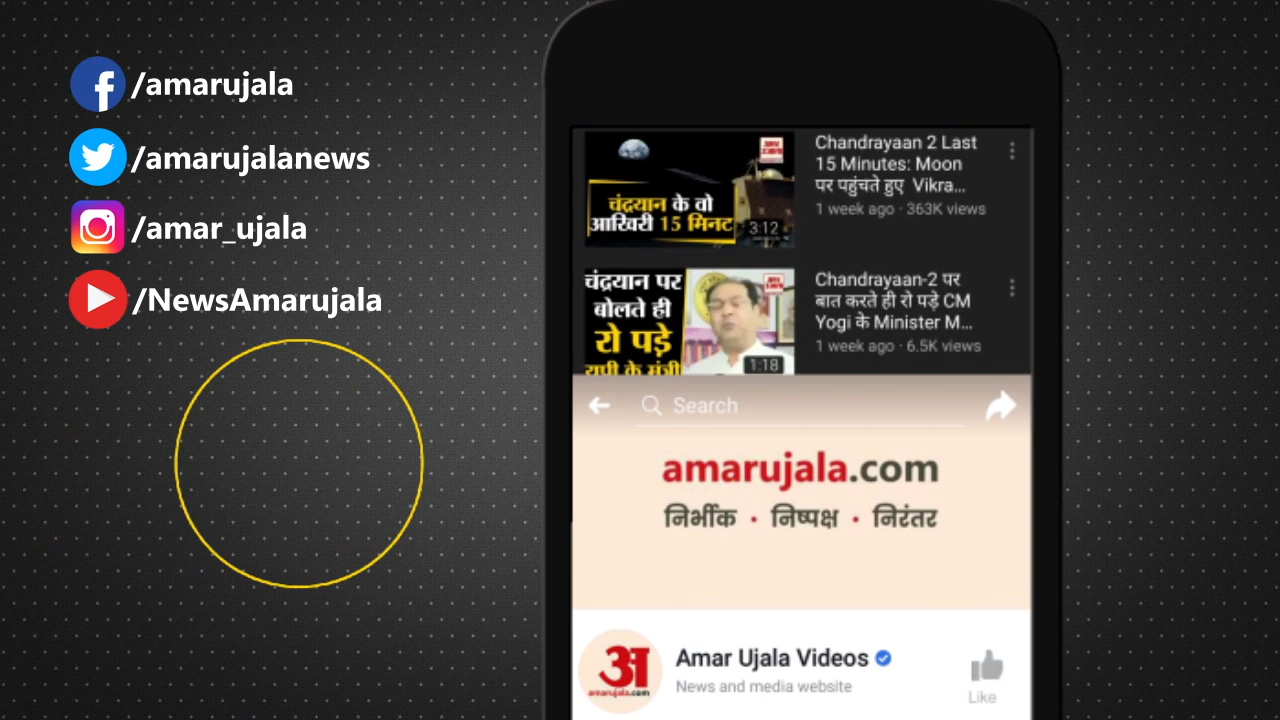 /amarujala
/amarujalanews
/amar_ujala
/NewsAmarujala
चंद्रयान के वो
आखिरी 15 मिनट
3:12
Chandrayaan 2 Last
15 Minutes: Moon
पर पहुंचते हुए Vikra...
1 week ago · 363K views
चंद्रयान पर
बोलते ही
रो पड़े
यूपी के मंत्री
1:18
Chandrayaan-2 पर
बात करते ही रो पड़े CM
Yogi के Minister M...
1 week ago · 6.5K views
Search
amarujala.com
निर्भीक • निष्पक्ष • निरंतर
अ
amarujala.com
Amar Ujala Videos
News and media website
Like